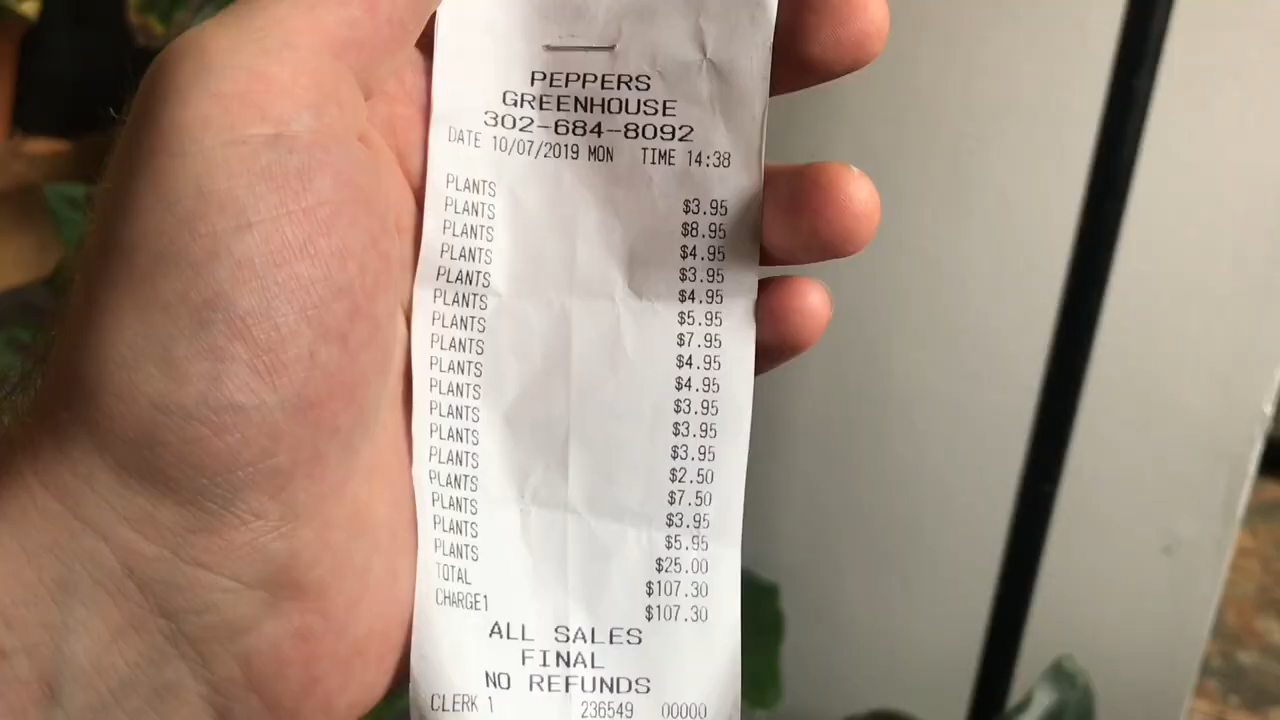 PEPPERS
GREENHOUSE
302-684-8092
DATE 10/07/2019 MON TIME 14:38
PLANTS $3.95
PLANTS $8.95
PLANTS $4.95
PLANTS $3.95
PLANTS $4.95
PLANTS $5.95
PLANTS $7.95
PLANTS $4.95
PLANTS $4.95
PLANTS $3.95
PLANTS $3.95
PLANTS $3.95
PLANTS $2.50
PLANTS $7.50
PLANTS $3.95
PLANTS $5.95
PLANTS $25.00
TOTAL $107.30
CHARGE1 $107.30
ALL SALES
FINAL
NO REFUNDS
CLERK 1 236549 00000